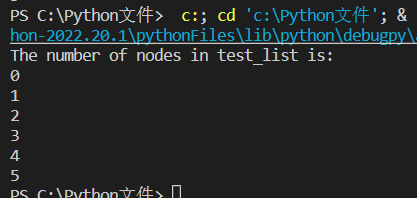 PS C:\Python文件>  c:; cd 'c:\Python文件'; &
hon-2022.20.1\pythonFiles\lib\python\debugpy\
The number of nodes in test_list is:
0
1
2
3
4
5
PS C:\Python文件>